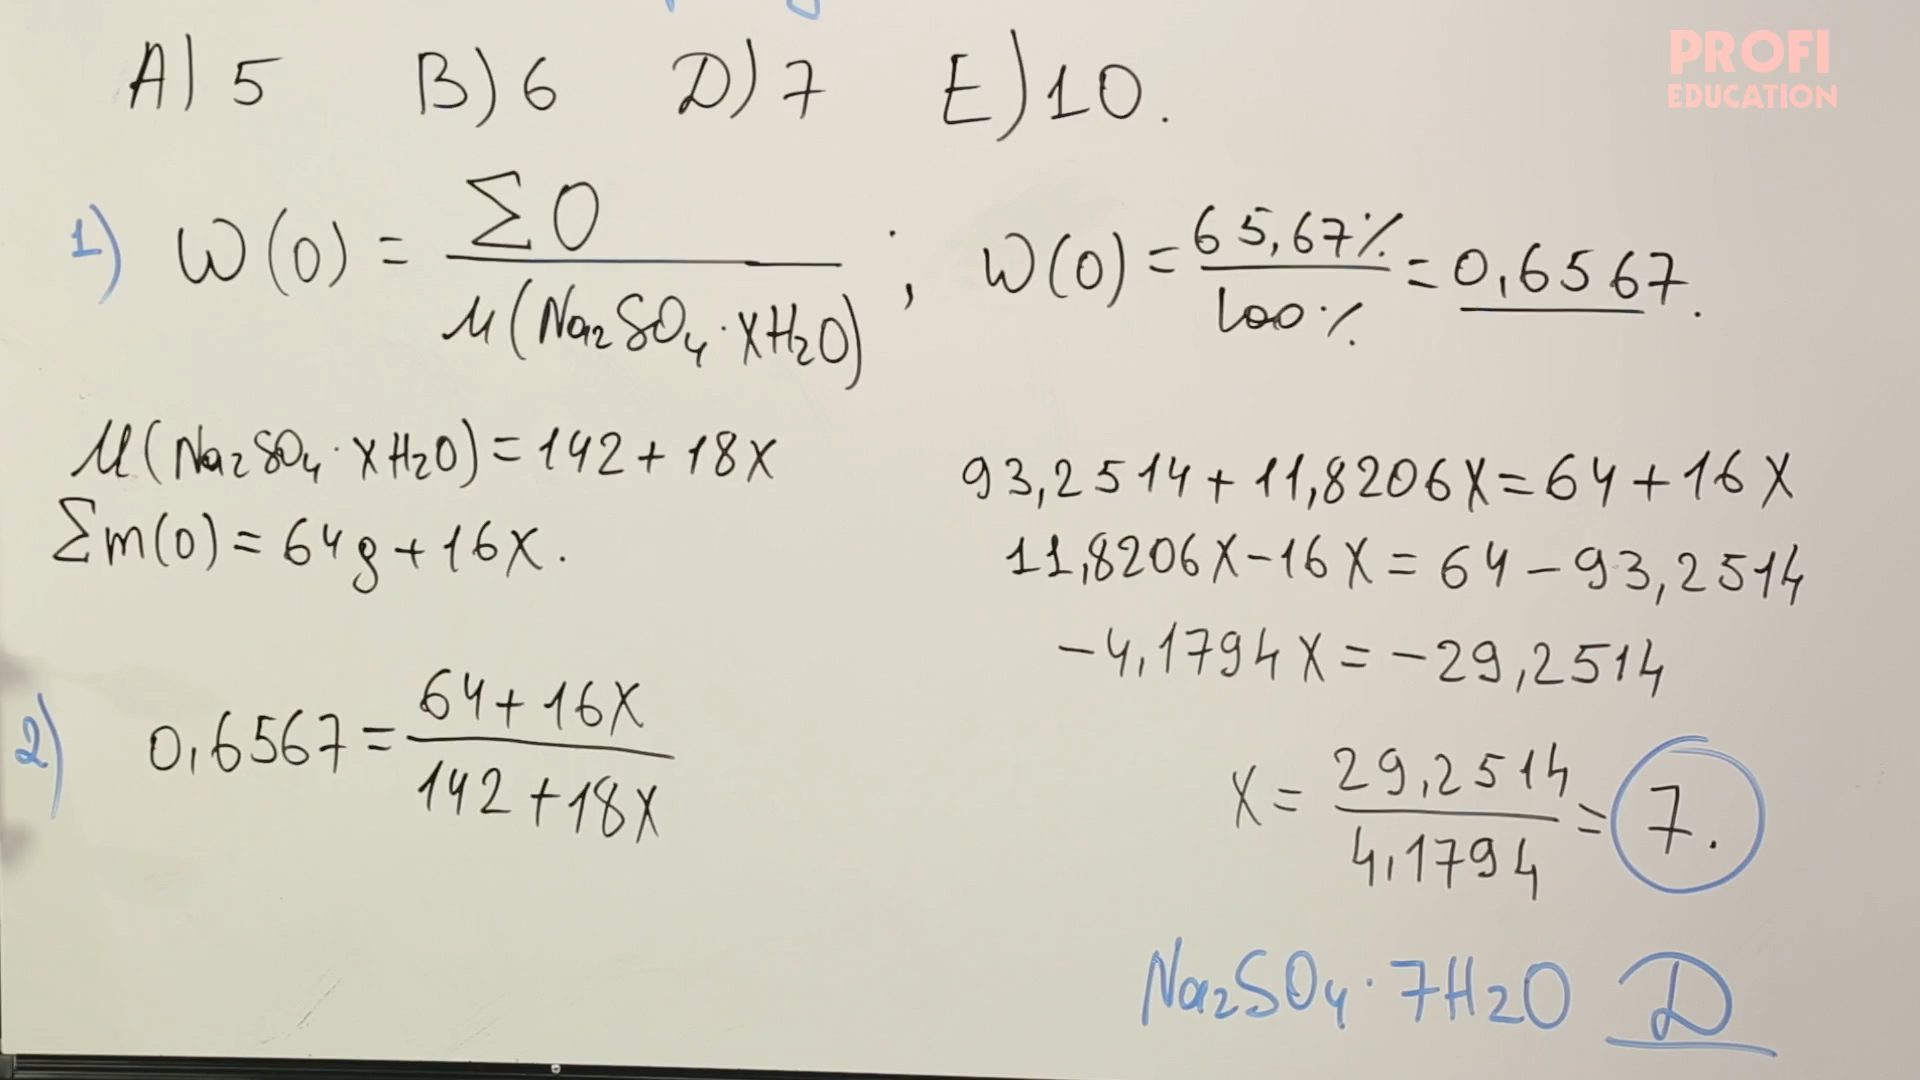 PROFI
EDUCATION
A) 5 B) 6 D) 7 E) 10.
1) W(O) = ΣO / M(Na₂SO₄·XH₂O) ; W(O) = 65,67% / 100% = 0,6567.
M(Na₂SO₄·XH₂O) = 142 + 18X
Σm(O) = 64g + 16X.
2) 0,6567 = 64 + 16X / 142 + 18X
93,2514 + 11,8206X = 64 + 16X
11,8206X - 16X = 64 - 93,2514
-4,1794X = -29,2514
X = 29,2514 / 4,1794 = 7.
Na₂SO₄·7H₂O D